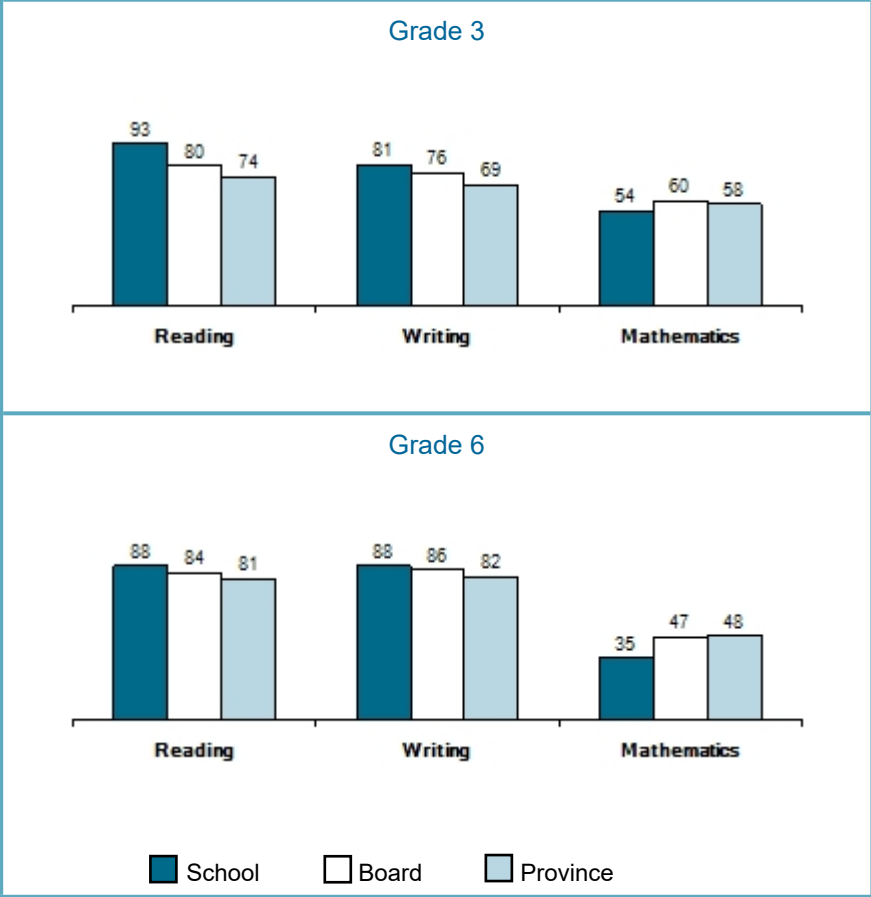 Grade 3
93 80 74 81 76 69 54 60 58
Reading Writing Mathematics
Grade 6
88 84 81 88 86 82 35 47 48
Reading Writing Mathematics
School Board Province